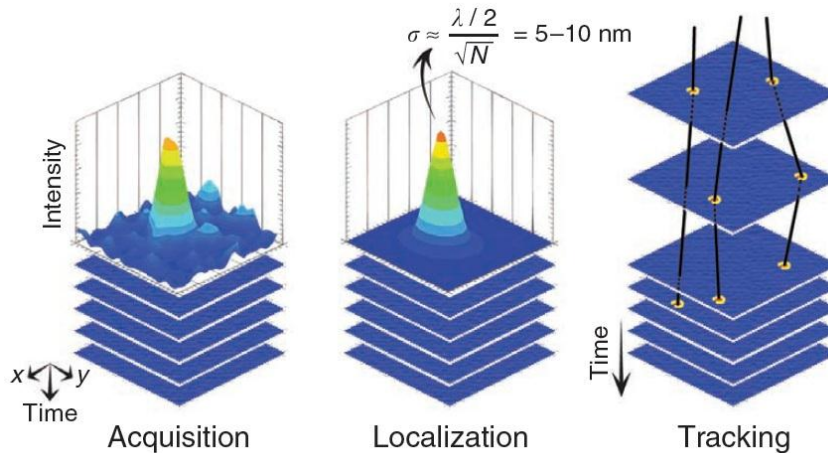 σ ≈ λ / 2 / √N = 5–10 nm
Intensity
x y
Time
Time
Acquisition Localization Tracking